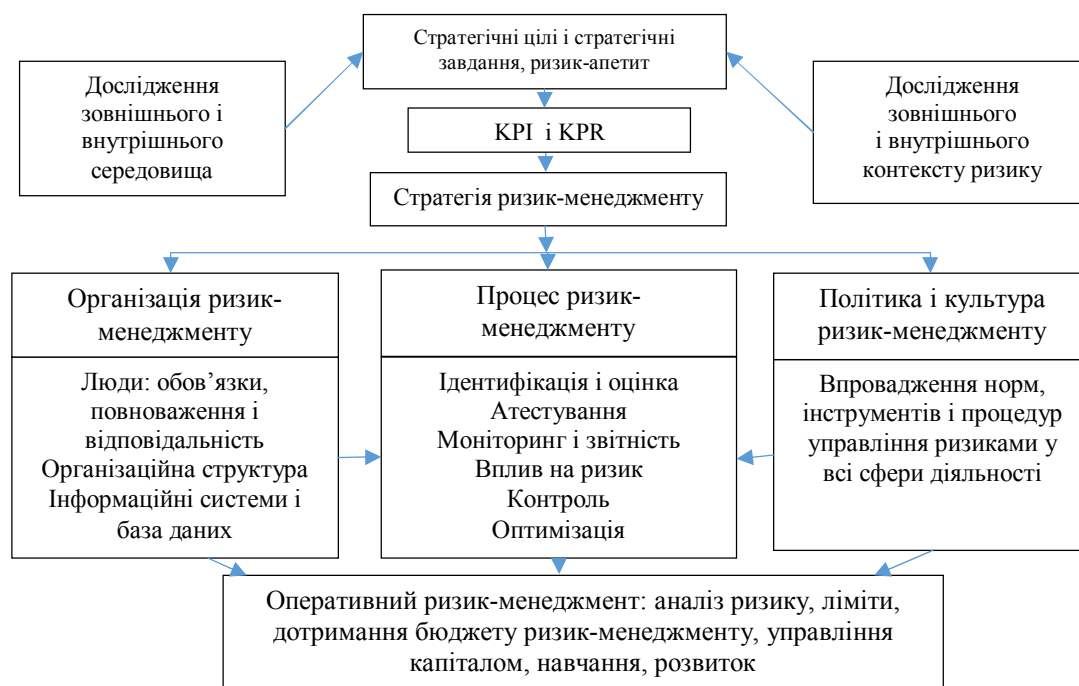 Стратегічні цілі і стратегічні
завдання, ризик-апетит
Дослідження
зовнішнього і
внутрішнього
середовища
Дослідження
зовнішнього
і внутрішнього
контексту ризику
KPI і KPR
Стратегія ризик-менеджменту
Організація ризик-
менеджменту
Процес ризик-
менеджменту
Політика і культура
ризик-менеджменту
Люди: обов’язки,
повноваження і
відповідальність
Організаційна структура
Інформаційні системи і
база даних
Ідентифікація і оцінка
Атестування
Моніторинг і звітність
Вплив на ризик
Контроль
Оптимізація
Впровадження норм,
інструментів і процедур
управління ризиками у
всі сфери діяльності
Оперативний ризик-менеджмент: аналіз ризику, ліміти,
дотримання бюджету ризик-менеджменту, управління
капіталом, навчання, розвиток